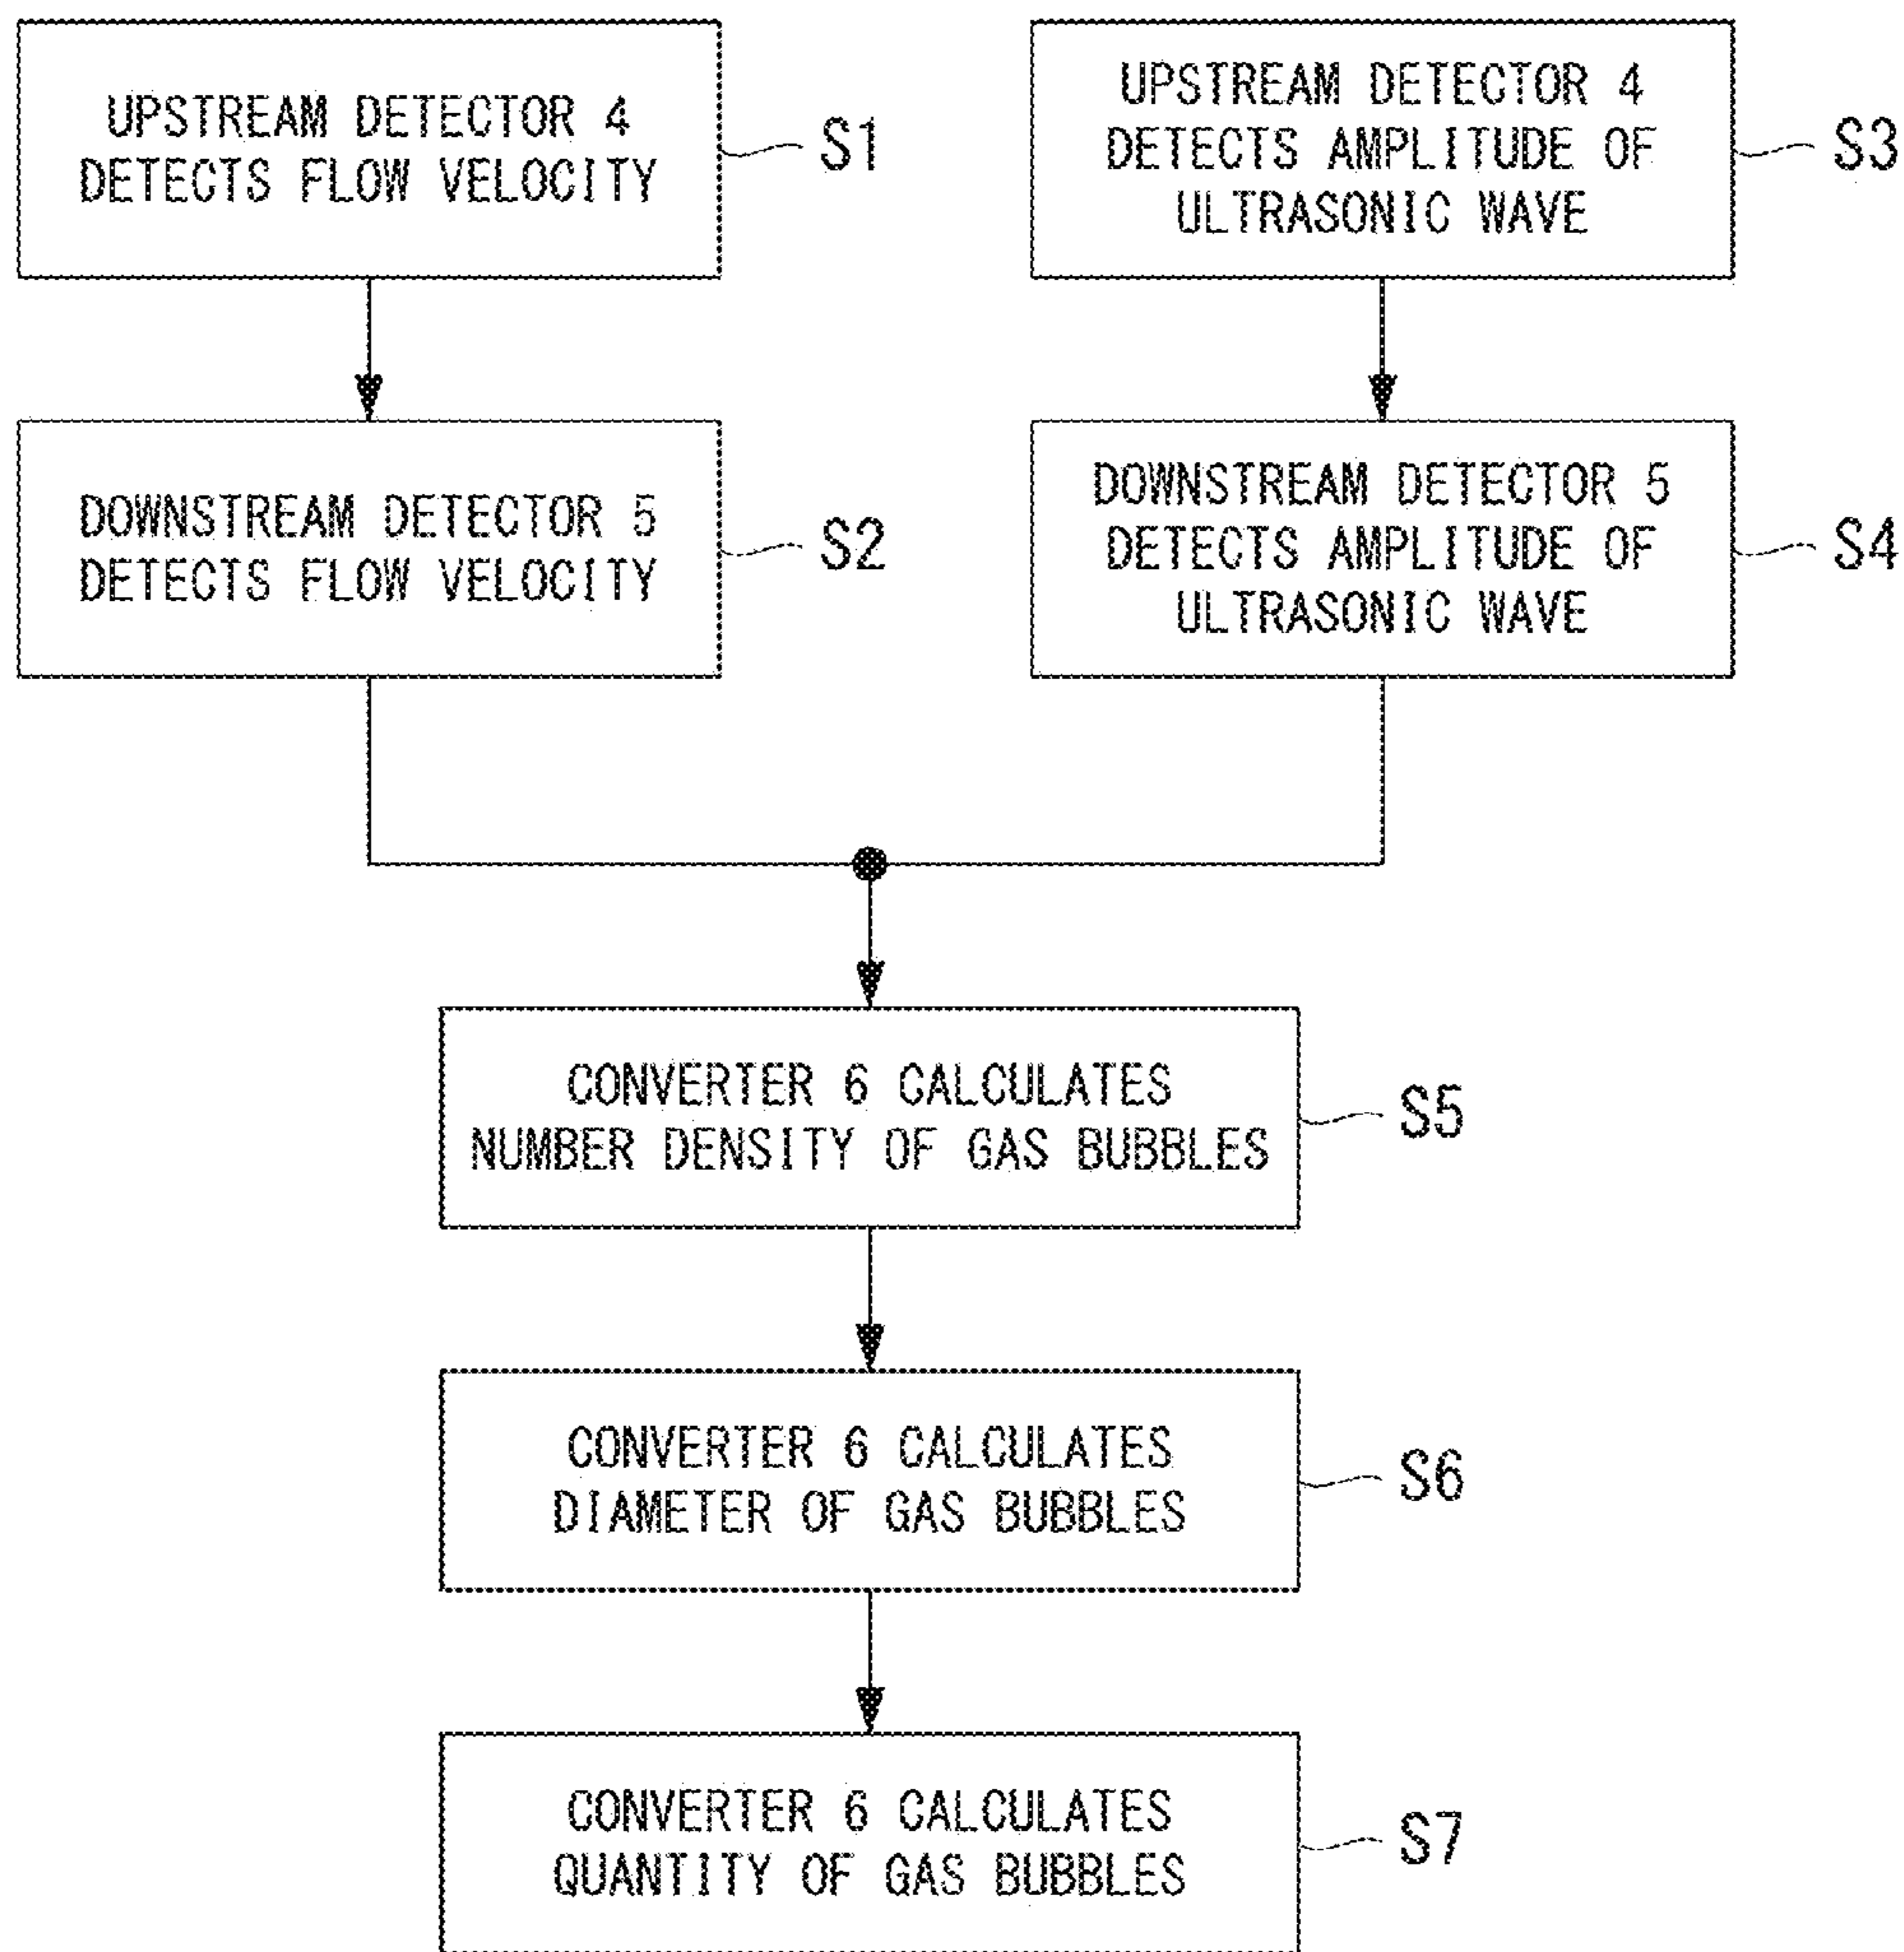 UPSTREAM DETECTOR 4
DETECTS FLOW VELOCITY
S1
UPSTREAM DETECTOR 4
DETECTS AMPLITUDE OF
ULTRASONIC WAVE
S3
DOWNSTREAM DETECTOR 5
DETECTS FLOW VELOCITY
S2
DOWNSTREAM DETECTOR 5
DETECTS AMPLITUDE OF
ULTRASONIC WAVE
S4
CONVERTER 6 CALCULATES
NUMBER DENSITY OF GAS BUBBLES
S5
CONVERTER 6 CALCULATES
DIAMETER OF GAS BUBBLES
S6
CONVERTER 6 CALCULATES
QUANTITY OF GAS BUBBLES
S7